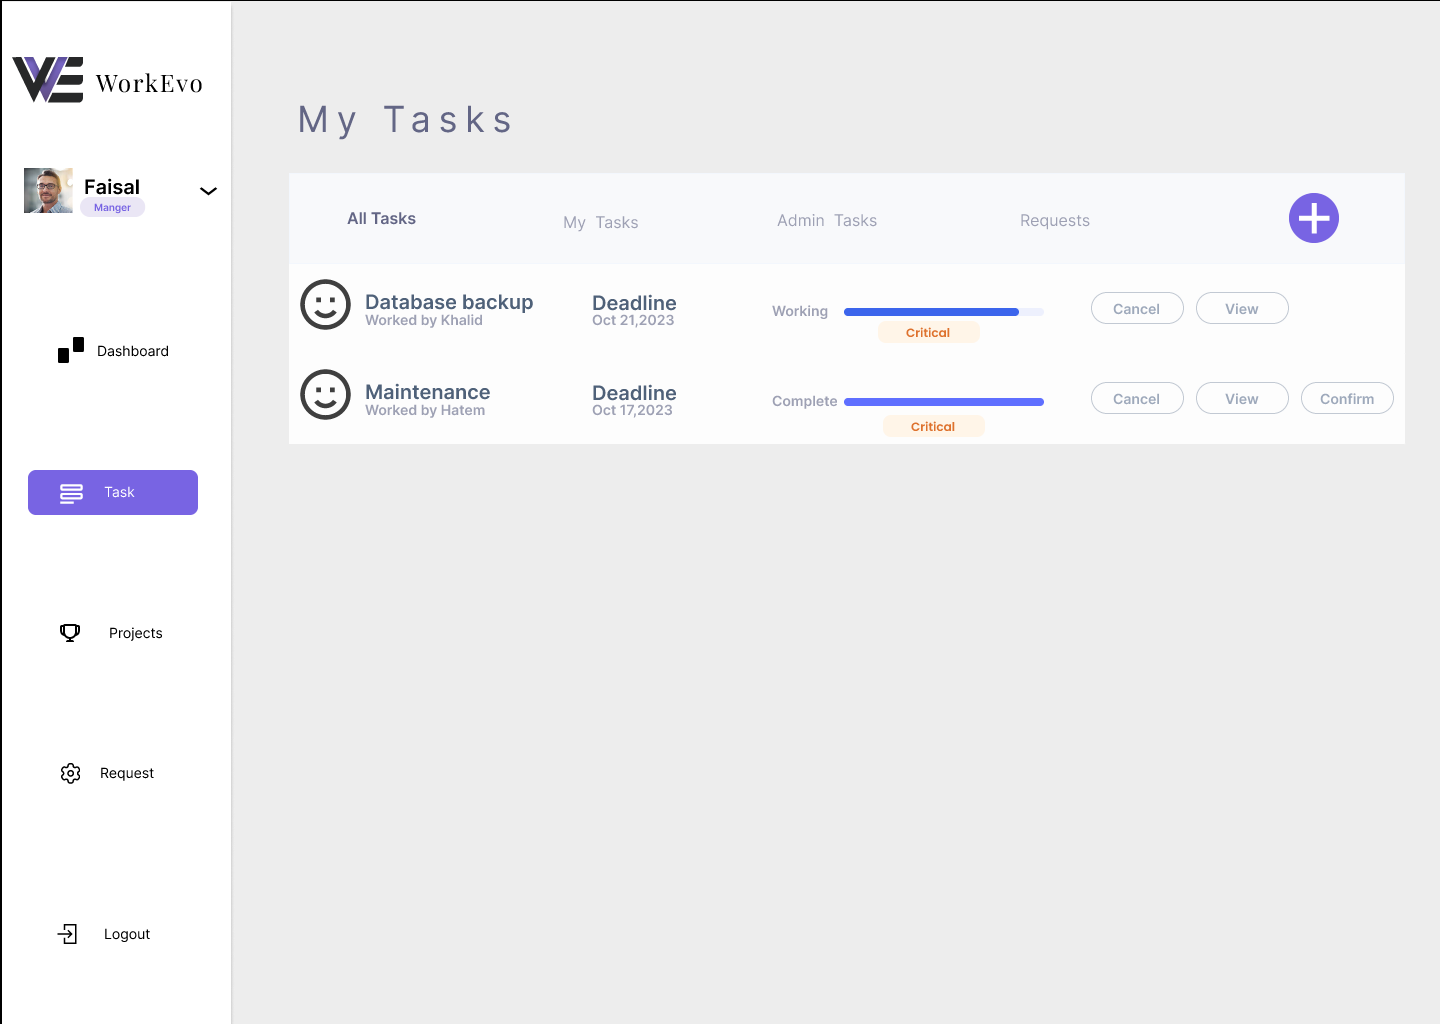 WorkEvo
Faisal
Manger
Dashboard
Task
Projects
Request
Logout
My Tasks
All Tasks
My Tasks
Admin Tasks
Requests
Database backup
Worked by Khalid
Deadline
Oct 21,2023
Working
Critical
Cancel
View
Maintenance
Worked by Hatem
Deadline
Oct 17,2023
Complete
Critical
Cancel
View
Confirm